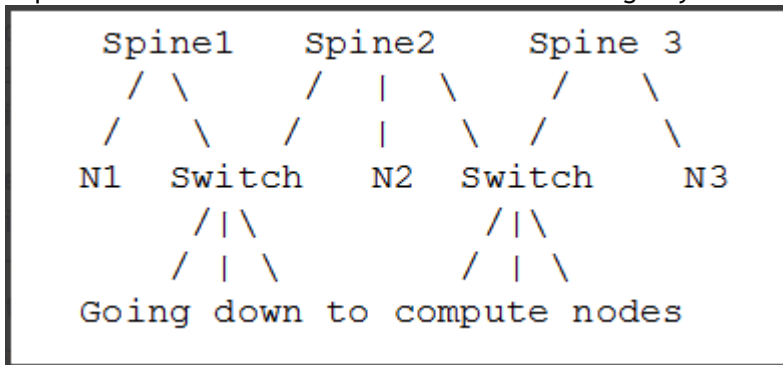 Spine1 Spine2 Spine 3
N1 Switch N2 Switch N3
Going down to compute nodes